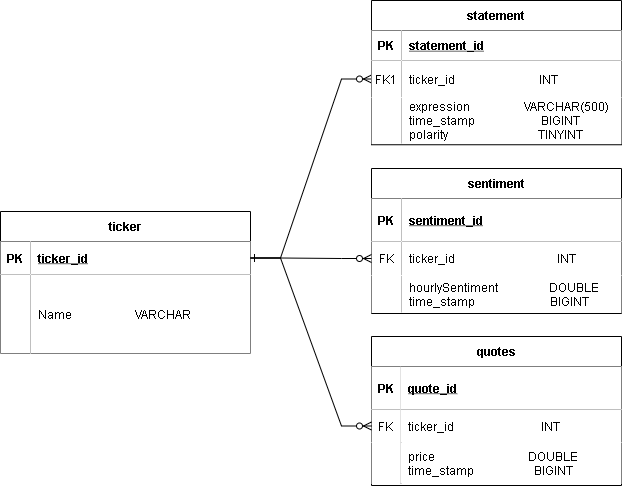 statement
PK statement_id
FK1 ticker_id INT
expression VARCHAR(500)
time_stamp BIGINT
polarity TINYINT
sentiment
PK sentiment_id
FK ticker_id INT
hourlySentiment DOUBLE
time_stamp BIGINT
ticker
PK ticker_id
Name VARCHAR
quotes
PK quote_id
FK ticker_id INT
price DOUBLE
time_stamp BIGINT